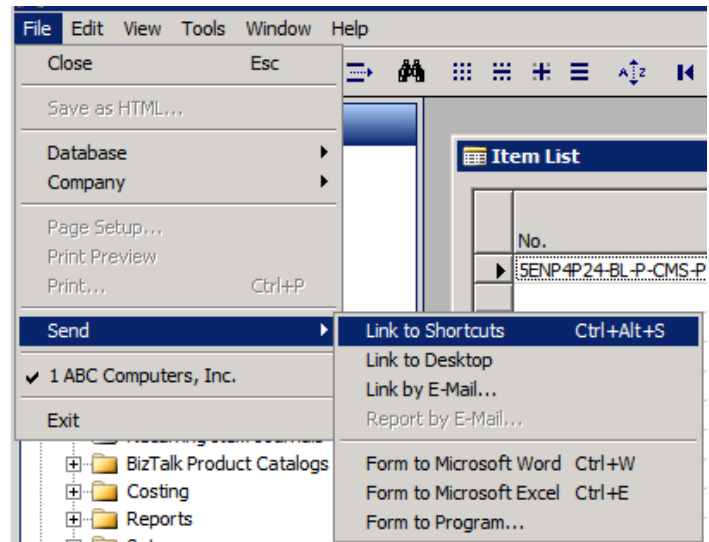 File Edit View Tools Window Help
Close Esc
Save as HTML...
Database
Company
Page Setup...
Print Preview
Print... Ctrl+P
Send
1 ABC Computers, Inc.
Exit
A Z
Item List
No.
5ENP4P24-BL-P-CMS-P
Link to Shortcuts Ctrl+Alt+S
Link to Desktop
Link by E-Mail...
Report by E-Mail...
Form to Microsoft Word Ctrl+W
Form to Microsoft Excel Ctrl+E
Form to Program...
BizTalk Product Catalogs
Costing
Reports